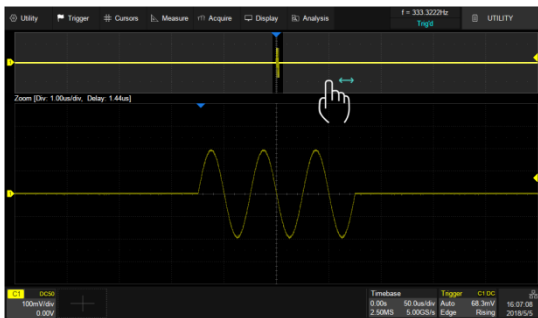 Utility Trigger Cursors Measure Acquire Display Analysis f = 333.3222Hz Trig'd UTILITY
Zoom [Div: 1.00us/div, Delay: 1.44us]
C1 DC50 Timebase Trigger C1 DC
100mV/div 0.00s 50.0us/div Auto 68.3mV 16:07:08
0.00V 2.50MS 5.00GS/s Edge Rising 2018/5/5